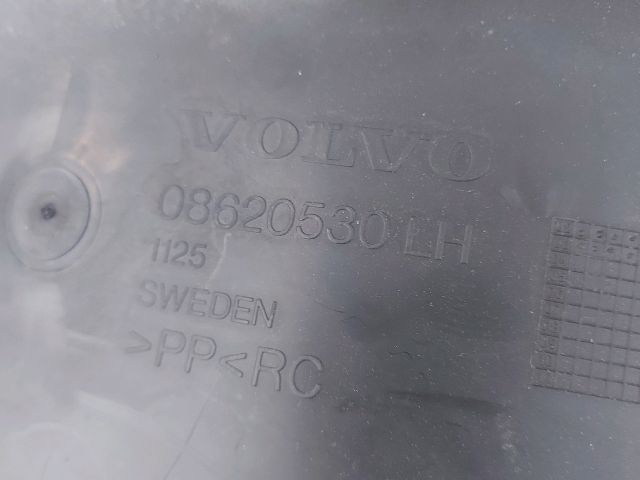 VOLVO
08620530 LH
1125
SWEDEN
>PP<RC